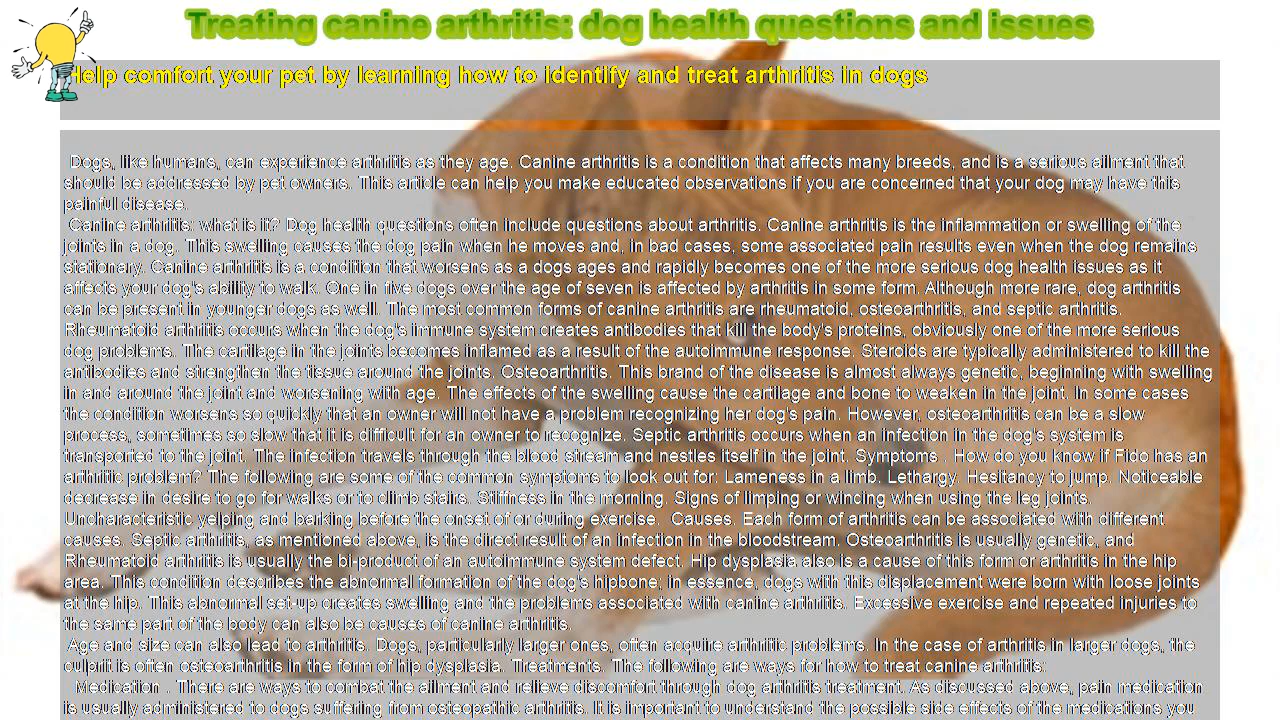 Treating canine arthritis: dog health questions and issues
Help comfort your pet by learning how to identify and treat arthritis in dogs
Dogs, like humans, can experience arthritis as they age. Canine arthritis is a condition that affects many breeds, and is a serious ailment that
should be addressed by pet owners. This article can help you make educated observations if you are concerned that your dog may have this
painful disease.
Canine arthritis: what is it? Dog health questions often include questions about arthritis. Canine arthritis is the inflammation or swelling of the
joints in a dog. This swelling causes the dog pain when he moves and, in bad cases, some associated pain results even when the dog remains
stationary. Canine arthritis is a condition that worsens as a dogs ages and rapidly becomes one of the more serious dog health issues as it
affects your dog's ability to walk. One in five dogs over the age of seven is affected by arthritis in some form. Although more rare, dog arthritis
can be present in younger dogs as well. The most common forms of canine arthritis are rheumatoid, osteoarthritis, and septic arthritis.
Rheumatoid arthritis occurs when the dog's immune system creates antibodies that kill the body's proteins, obviously one of the more serious
dog problems. The cartilage in the joints becomes inflamed as a result of the autoimmune response. Steroids are typically administered to kill the
antibodies and strengthen the tissue around the joints. Osteoarthritis. This brand of the disease is almost always genetic, beginning with swelling
in and around the joint and worsening with age. The effects of the swelling cause the cartilage and bone to weaken in the joint. In some cases
the condition worsens so quickly that an owner will not have a problem recognizing her dog's pain. However, osteoarthritis can be a slow
process, sometimes so slow that it is difficult for an owner to recognize. Septic arthritis occurs when an infection in the dog's system is
transported to the joint. The infection travels through the blood stream and nestles itself in the joint. Symptoms . How do you know if Fido has an
arthritic problem? The following are some of the common symptoms to look out for: Lameness in a limb. Lethargy. Hesitancy to jump. Noticeable
decrease in desire to go for walks or to climb stairs. Stiffness in the morning. Signs of limping or wincing when using the leg joints.
Uncharacteristic yelping and barking before the onset of or during exercise. Causes. Each form of arthritis can be associated with different
causes. Septic arthritis, as mentioned above, is the direct result of an infection in the bloodstream. Osteoarthritis is usually genetic, and
Rheumatoid arthritis is usually the bi-product of an autoimmune system defect. Hip dysplasia also is a cause of this form or arthritis in the hip
area. This condition describes the abnormal formation of the dog's hipbone; in essence, dogs with this displacement were born with loose joints
at the hip. This abnormal set-up creates swelling and the problems associated with canine arthritis. Excessive exercise and repeated injuries to
the same part of the body can also be causes of canine arthritis.
Age and size can also lead to arthritis. Dogs, particularly larger ones, often acquire arthritic problems. In the case of arthritis in larger dogs, the
culprit is often osteoarthritis in the form of hip dysplasia. Treatments. The following are ways for how to treat canine arthritis:
Medication . There are ways to combat the ailment and relieve discomfort through dog arthritis treatment. As discussed above, pain medication
is usually administered to dogs suffering from osteopathic arthritis. It is important to understand the possible side effects of the medications you